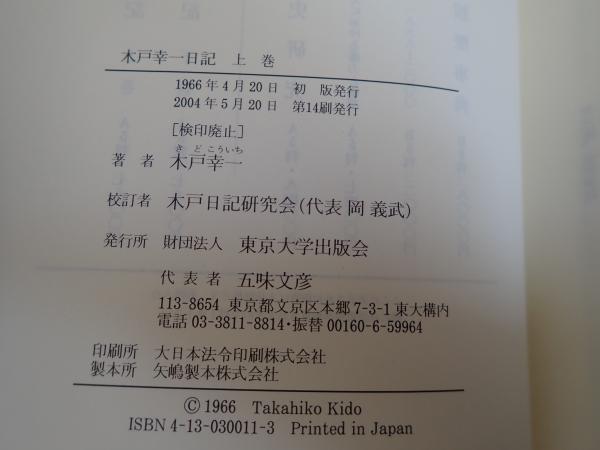 木戸幸一日記 上巻
1966年4月20日 初版発行
2004年5月20日 第14刷発行
[検印廃止]
きど こういち
著者 木戸幸一
校訂者 木戸日記研究会(代表 岡 義武)
発行所 財団法人 東京大学出版会
代表者 五味文彦
113-8654 東京都文京区本郷7-3-1東大構内
電話03-3811-8814・振替00160-6-59964
印刷所 大日本法令印刷株式会社
製本所 矢嶋製本株式会社
© 1966 Takahiko Kido
ISBN 4-13-030011-3 Printed in Japan